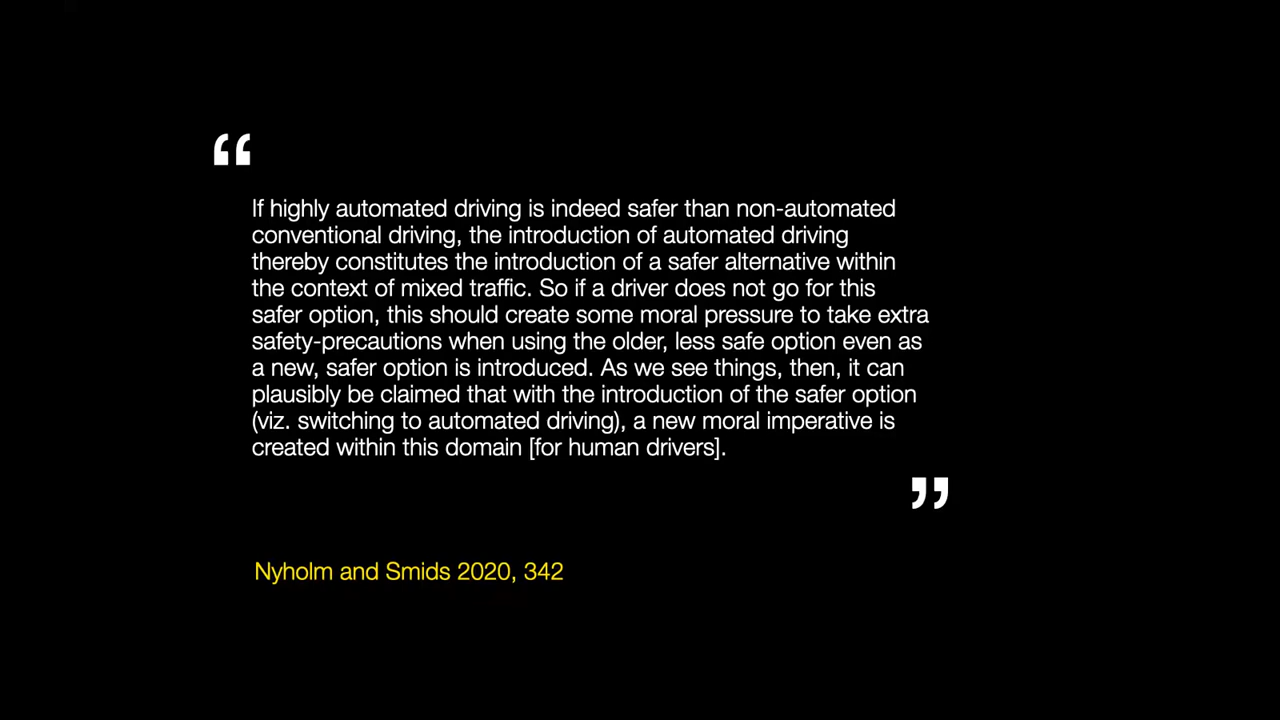 “
If highly automated driving is indeed safer than non-automated
conventional driving, the introduction of automated driving
thereby constitutes the introduction of a safer alternative within
the context of mixed traffic. So if a driver does not go for this
safer option, this should create some moral pressure to take extra
safety-precautions when using the older, less safe option even as
a new, safer option is introduced. As we see things, then, it can
plausibly be claimed that with the introduction of the safer option
(viz. switching to automated driving), a new moral imperative is
created within this domain [for human drivers].
”
Nyholm and Smids 2020, 342